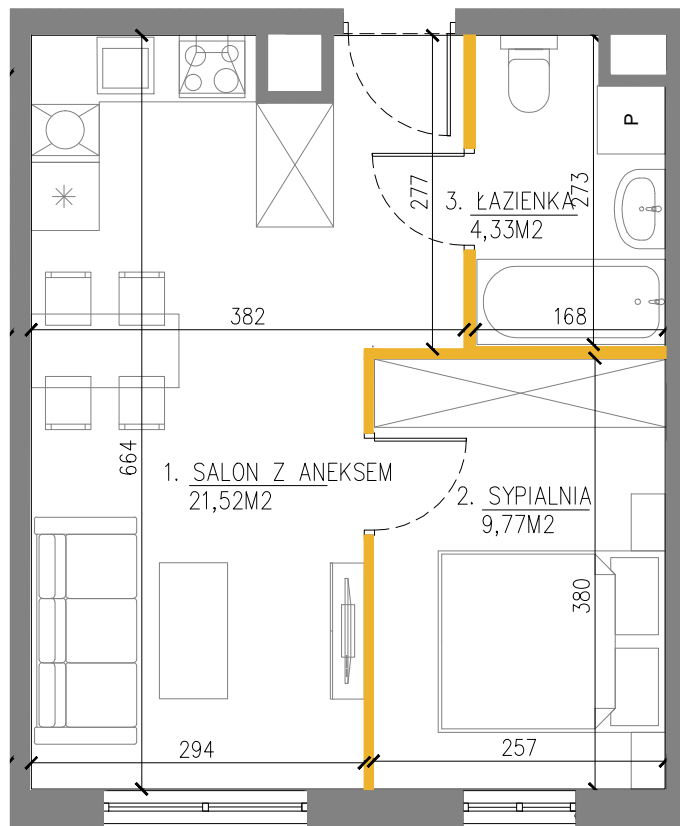 P
277
3. ŁAZIENKA
4,33M2
273
382
168
664
1. SALON Z ANEKSEM
21,52M2
2. SYPIALNIA
9,77M2
380
294
257